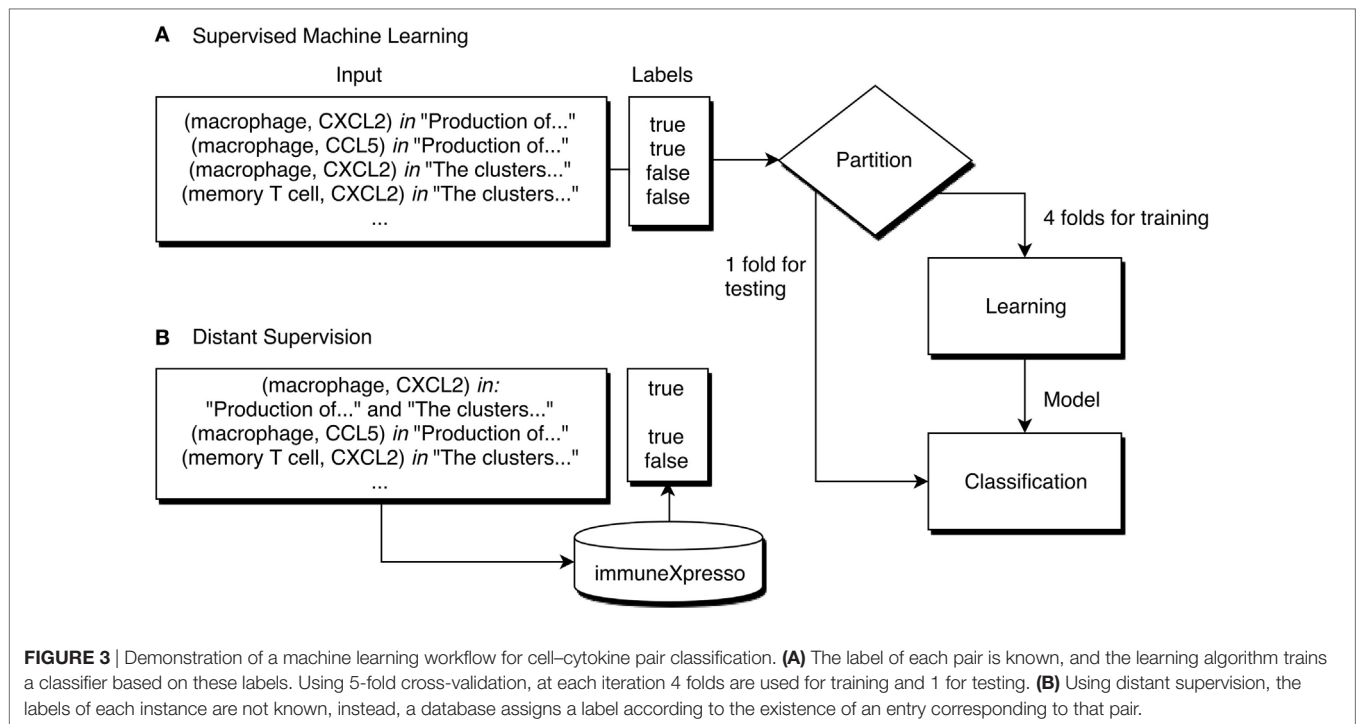 A Supervised Machine Learning
Input
Labels
(macrophage, CXCL2) in "Production of..."
(macrophage, CCL5) in "Production of..."
(macrophage, CXCL2) in "The clusters..."
(memory T cell, CXCL2) in "The clusters..."
...
true
true
false
false
Partition
4 folds for training
1 fold for
testing
Learning
Model
Classification
B Distant Supervision
(macrophage, CXCL2) in:
"Production of..." and "The clusters..."
(macrophage, CCL5) in "Production of..."
(memory T cell, CXCL2) in "The clusters..."
...
true
true
false
immuneXpresso
FIGURE 3 | Demonstration of a machine learning workflow for cell–cytokine pair classification. (A) The label of each pair is known, and the learning algorithm trains
a classifier based on these labels. Using 5-fold cross-validation, at each iteration 4 folds are used for training and 1 for testing. (B) Using distant supervision, the
labels of each instance are not known, instead, a database assigns a label according to the existence of an entry corresponding to that pair.